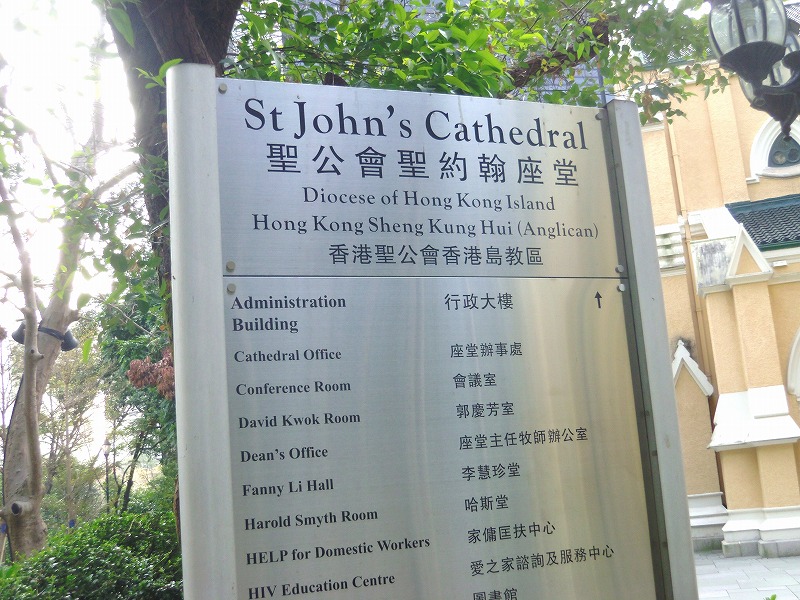 St John's Cathedral
聖公會聖約翰座堂
Diocese of Hong Kong Island
Hong Kong Sheng Kung Hui (Anglican)
香港聖公會香港島教區
Administration 行政大樓 ↑
Building
Cathedral Office 座堂辦事處
Conference Room 會議室
David Kwok Room 郭慶芳室
Dean's Office 座堂主任牧師辦公室
Fanny Li Hall 李慧珍堂
Harold Smyth Room 哈斯堂
HELP for Domestic Workers 家傭匡扶中心
HIV Education Centre 愛之家諮詢及服務中心
圖書館